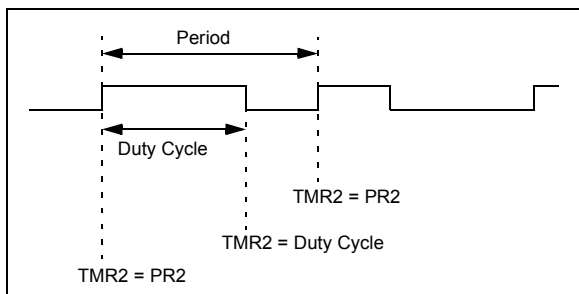 Period
Duty Cycle
TMR2 = PR2
TMR2 = Duty Cycle
TMR2 = PR2